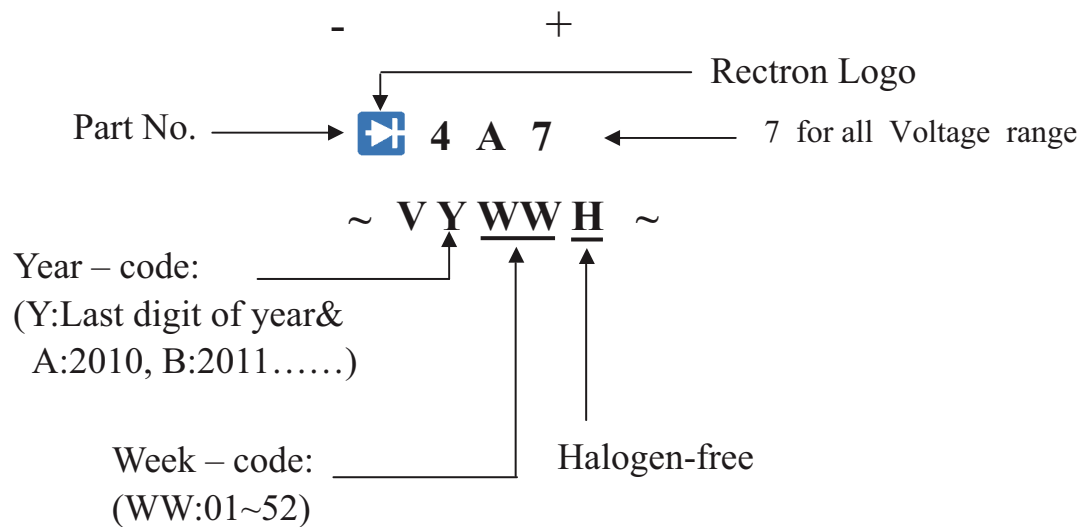 - +
Rectron Logo
Part No. 4 A 7 7 for all Voltage range
~ V Y WW H ~
Year – code:
(Y:Last digit of year&
A:2010, B:2011……)
Week – code: Halogen-free
(WW:01~52)